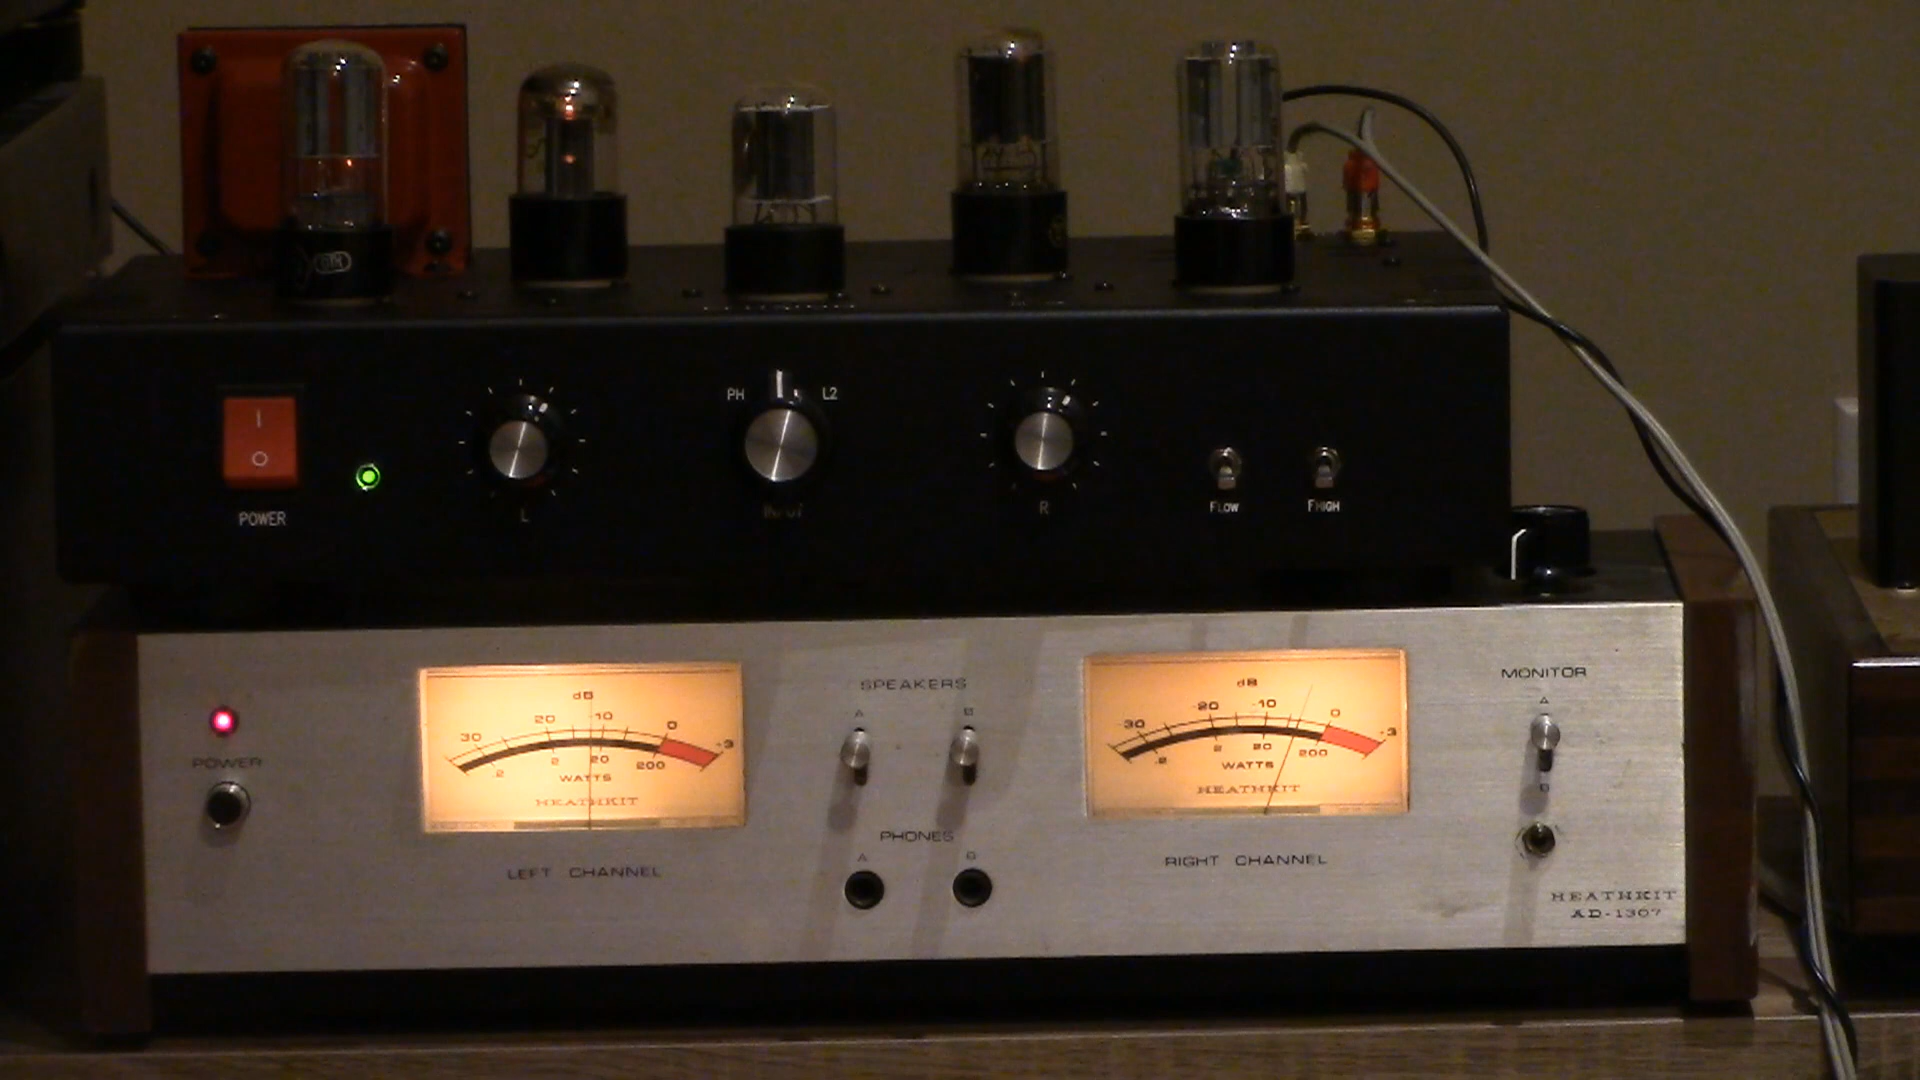 PH
L2
I
O
POWER
L
INPUT
R
FLOW
FHIGH
POWER
dB
30
20
-10
0
+3
.2
2
20
200
WATTS
HEATHKIT
LEFT CHANNEL
SPEAKERS
A
B
PHONES
A
B
dB
-30
-20
-10
0
+3
.2
2
20
200
WATTS
HEATHKIT
RIGHT CHANNEL
MONITOR
A
B
HEATHKIT
AD-1307